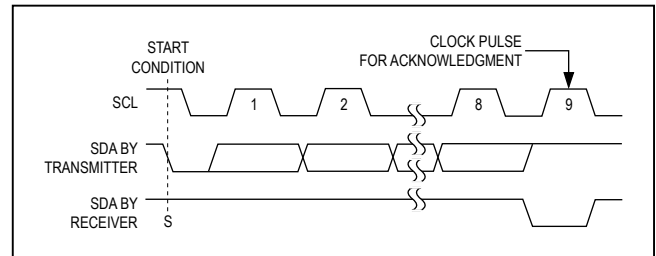 START
CONDITION
CLOCK PULSE
FOR ACKNOWLEDGMENT
SCL
1
2
8
9
SDA BY
TRANSMITTER
SDA BY
RECEIVER
S